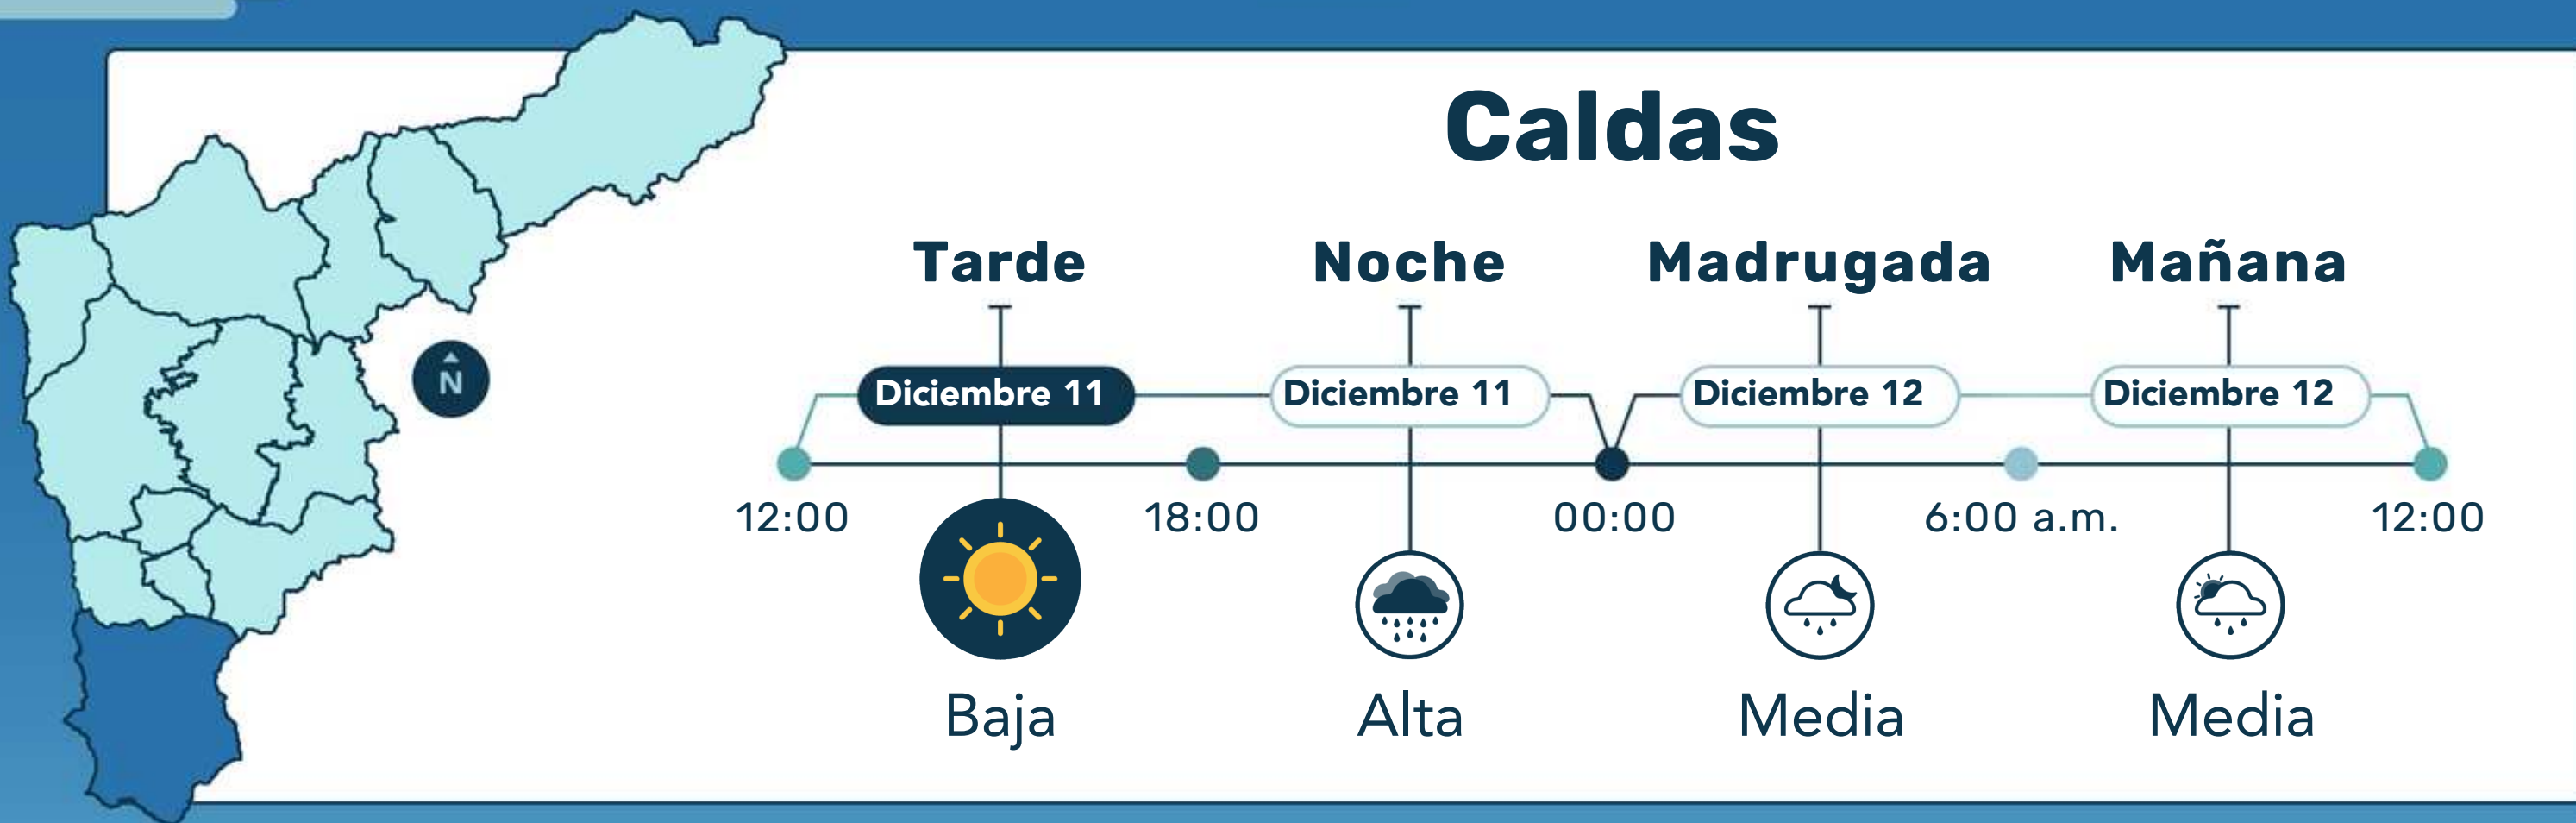 Caldas
Tarde Noche Madrugada Mañana
N
Diciembre 11 Diciembre 11 Diciembre 12 Diciembre 12
12:00 18:00 00:00 6:00 a.m. 12:00
Baja Alta Media Media